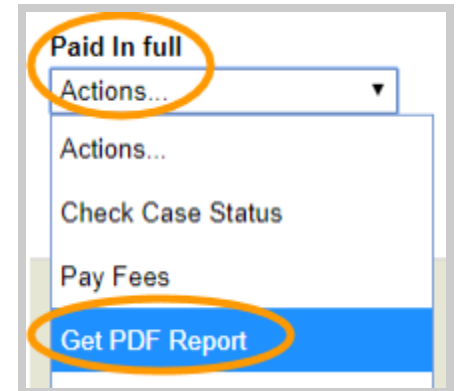 Paid In full
Actions...
Actions...
Check Case Status
Pay Fees
Get PDF Report